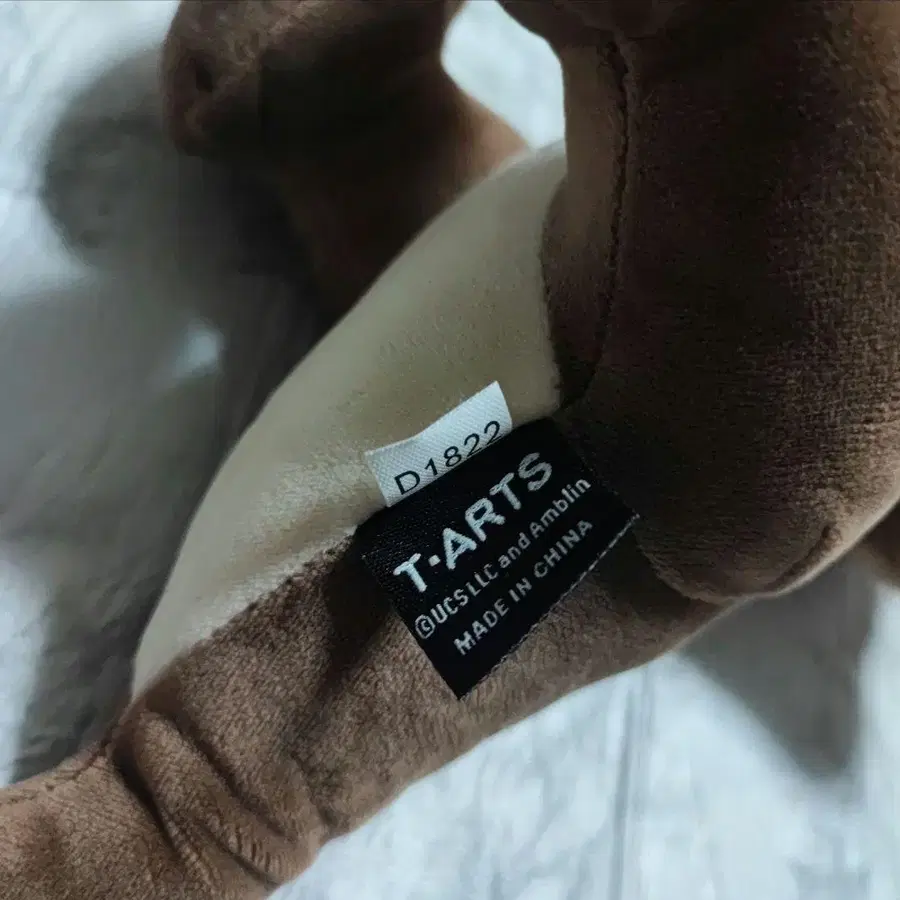 D1822
T-ARTS
©UCS LLC and Amblin
MADE IN CHINA